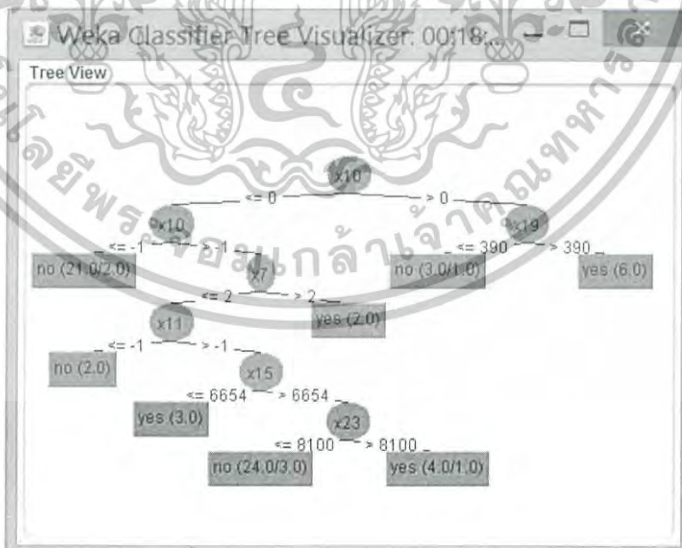 Weka Classifier Tree Visualizer: 00:18:...
Tree View
x10
<= 0 > 0
x10 x19
<= -1 > -1 <= 390 > 390
no (21.0/2.0) x7 no (3.0/1.0) yes (6.0)
<= 2 > 2
x11 yes (2.0)
<= -1 > -1
no (2.0) x15
<= 6654 > 6654
yes (3.0) x23
<= 8100 > 8100
no (24.0/3.0) yes (4.0/1.0)